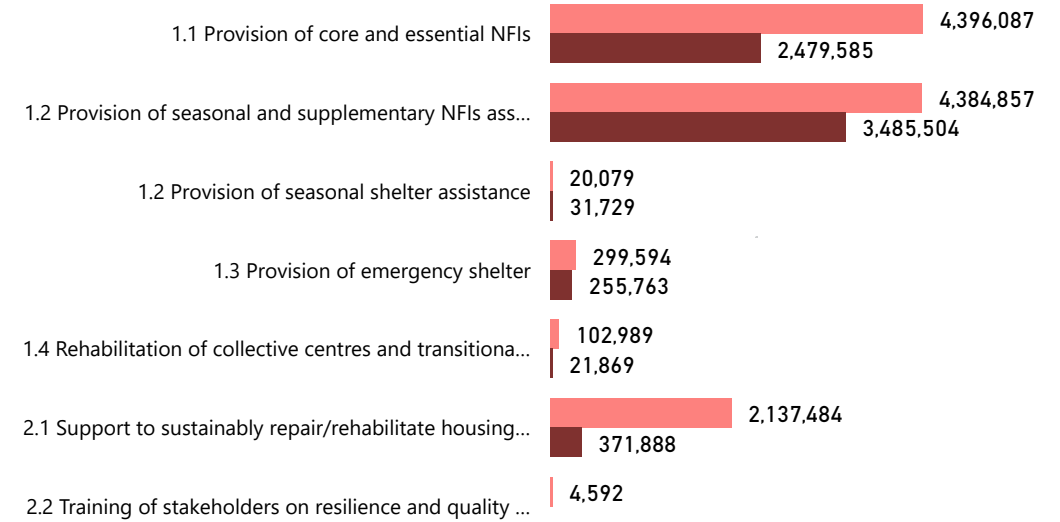 1.1 Provision of core and essential NFIs
4,396,087
2,479,585
1.2 Provision of seasonal and supplementary NFIs ass...
4,384,857
3,485,504
1.2 Provision of seasonal shelter assistance
20,079
31,729
1.3 Provision of emergency shelter
299,594
255,763
1.4 Rehabilitation of collective centres and transitiona...
102,989
21,869
2.1 Support to sustainably repair/rehabilitate housing...
2,137,484
371,888
2.2 Training of stakeholders on resilience and quality ...
4,592